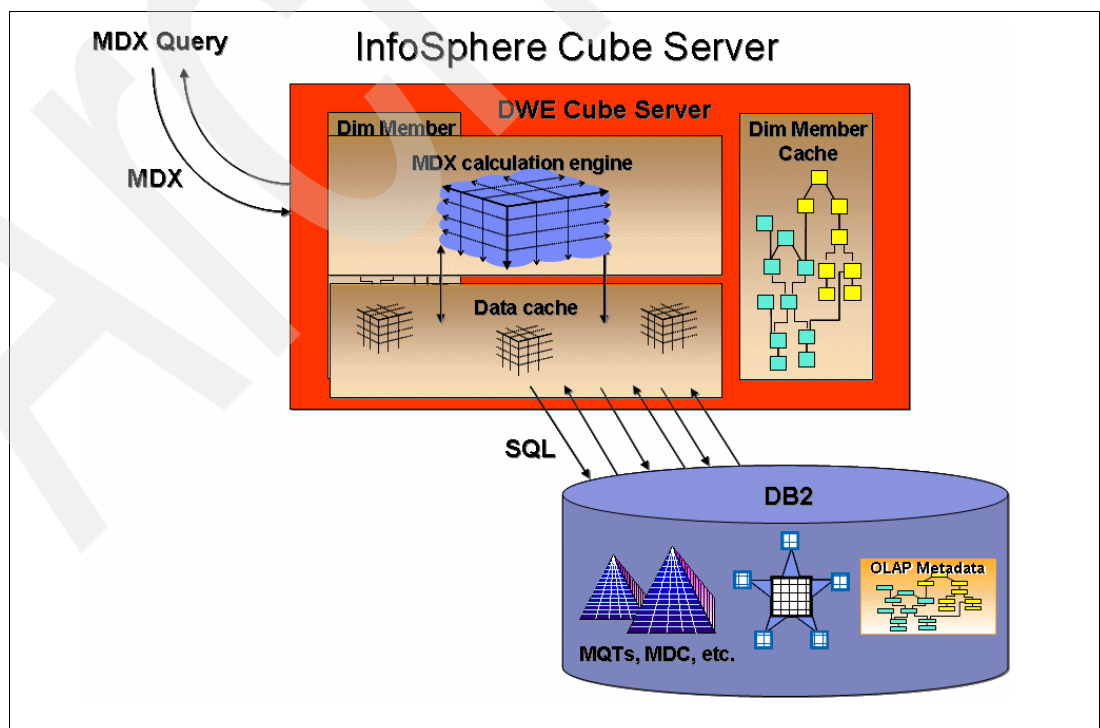 MDX Query
InfoSphere Cube Server
DWE Cube Server
Dim Member
MDX calculation engine
Dim Member
Cache
MDX
Data cache
SQL
DB2
OLAP Metadata
MQTs, MDC, etc.